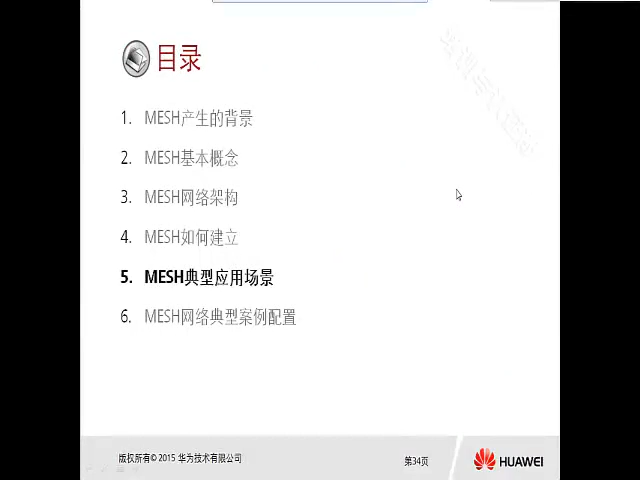 目录
1. MESH产生的背景
2. MESH基本概念
3. MESH网络架构
4. MESH如何建立
5. MESH典型应用场景
6. MESH网络典型案例配置
版权所有© 2015 华为技术有限公司
第34页
HUAWEI